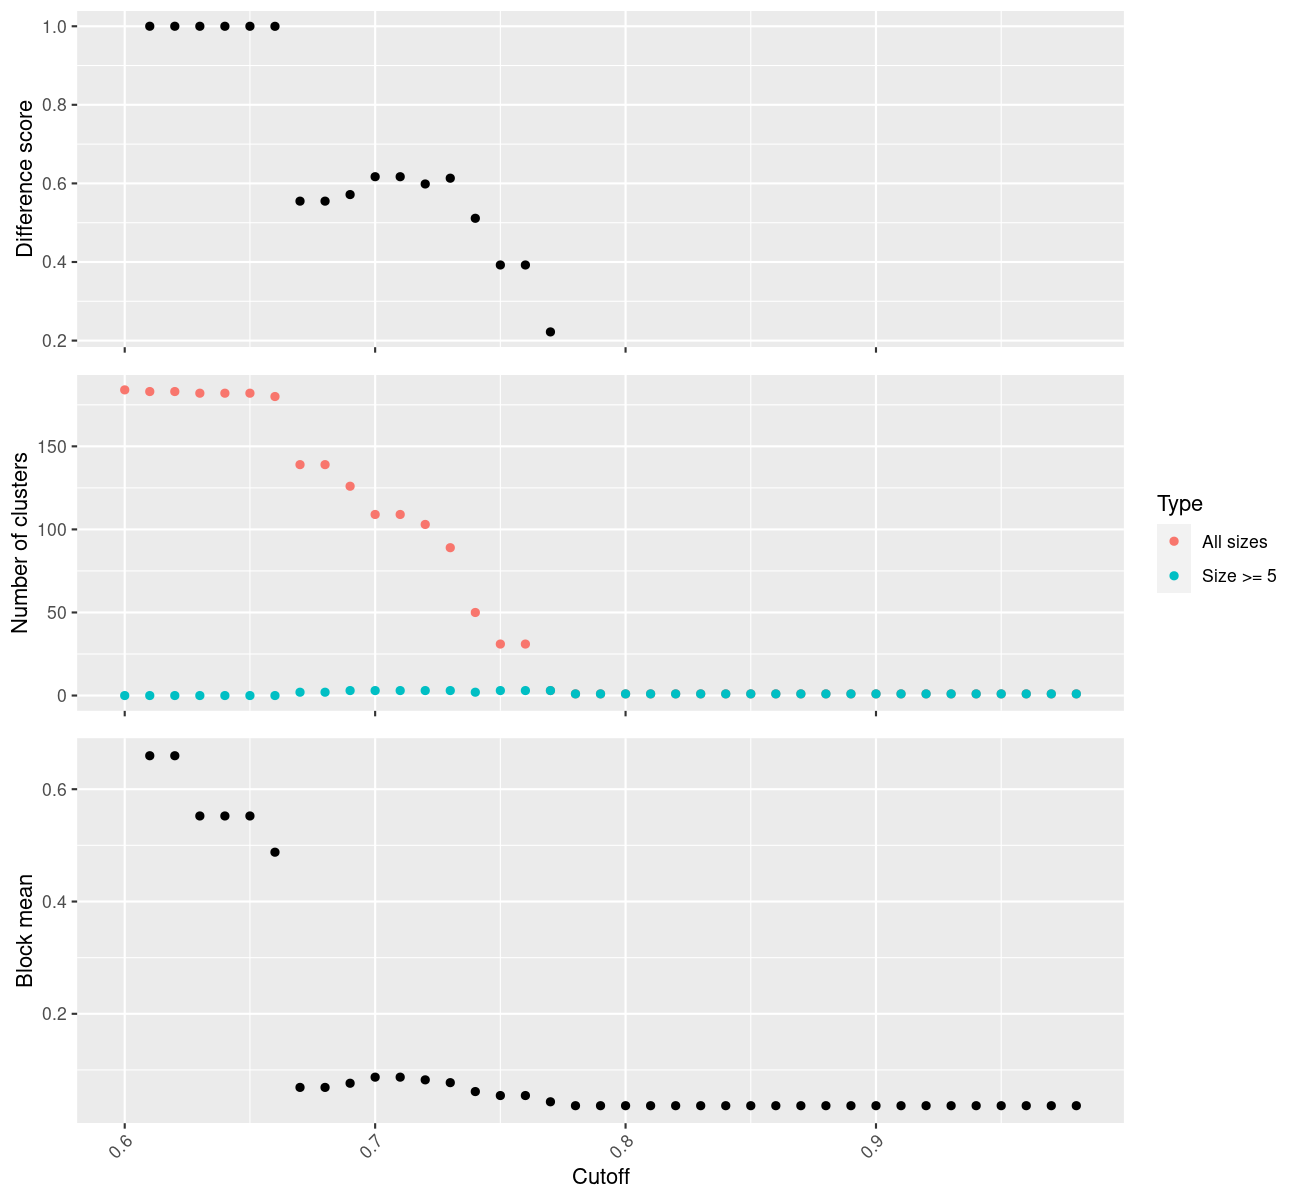 1.0
0.8
0.6
0.4
0.2
Difference score
150
100
50
0
Number of clusters
Type
All sizes
Size >= 5
0.6
0.4
0.2
Block mean
0.6
0.7
0.8
0.9
Cutoff